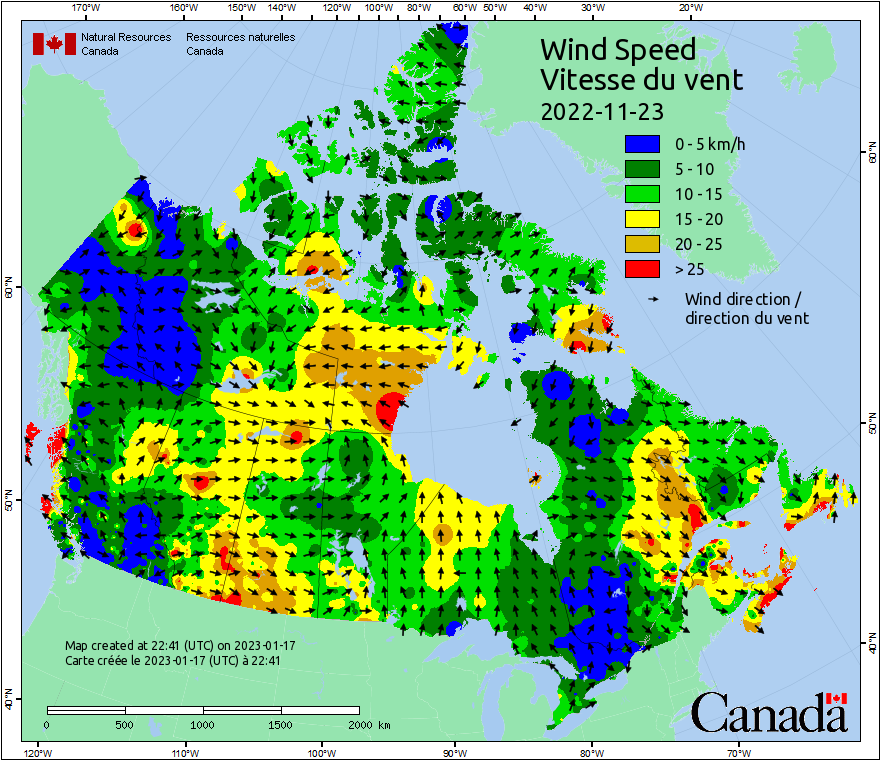 170°W 160°W 150°W 140°W 130°W 120°W 110°W 100°W 90°W 80°W 70°W 60°W 50°W 40°W 30°W 20°W
Natural Resources Canada
Ressources naturelles Canada
Wind Speed
Vitesse du vent
2022-11-23
0 - 5 km/h
5 - 10
10 - 15
15 - 20
20 - 25
> 25
Wind direction /
direction du vent
60°N
50°N
40°N
60°N
50°N
40°N
Map created at 22:41 (UTC) on 2023-01-17
Carte créée le 2023-01-17 (UTC) à 22:41
0 500 1000 1500 2000 km
Canada
120°W 110°W 100°W 90°W 80°W 70°W